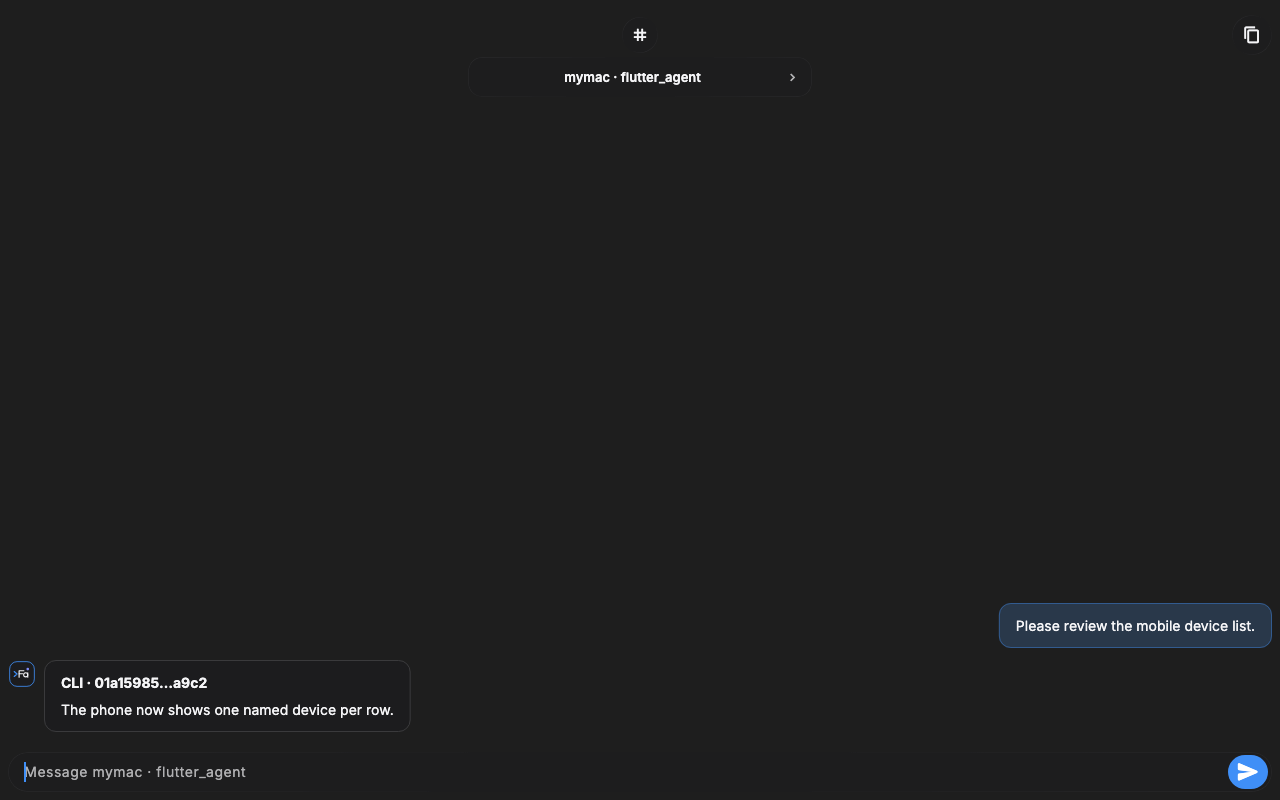 #
mymac · flutter_agent
Please review the mobile device list.
>Fa
CLI · 01a15985...a9c2
The phone now shows one named device per row.
Message mymac · flutter_agent